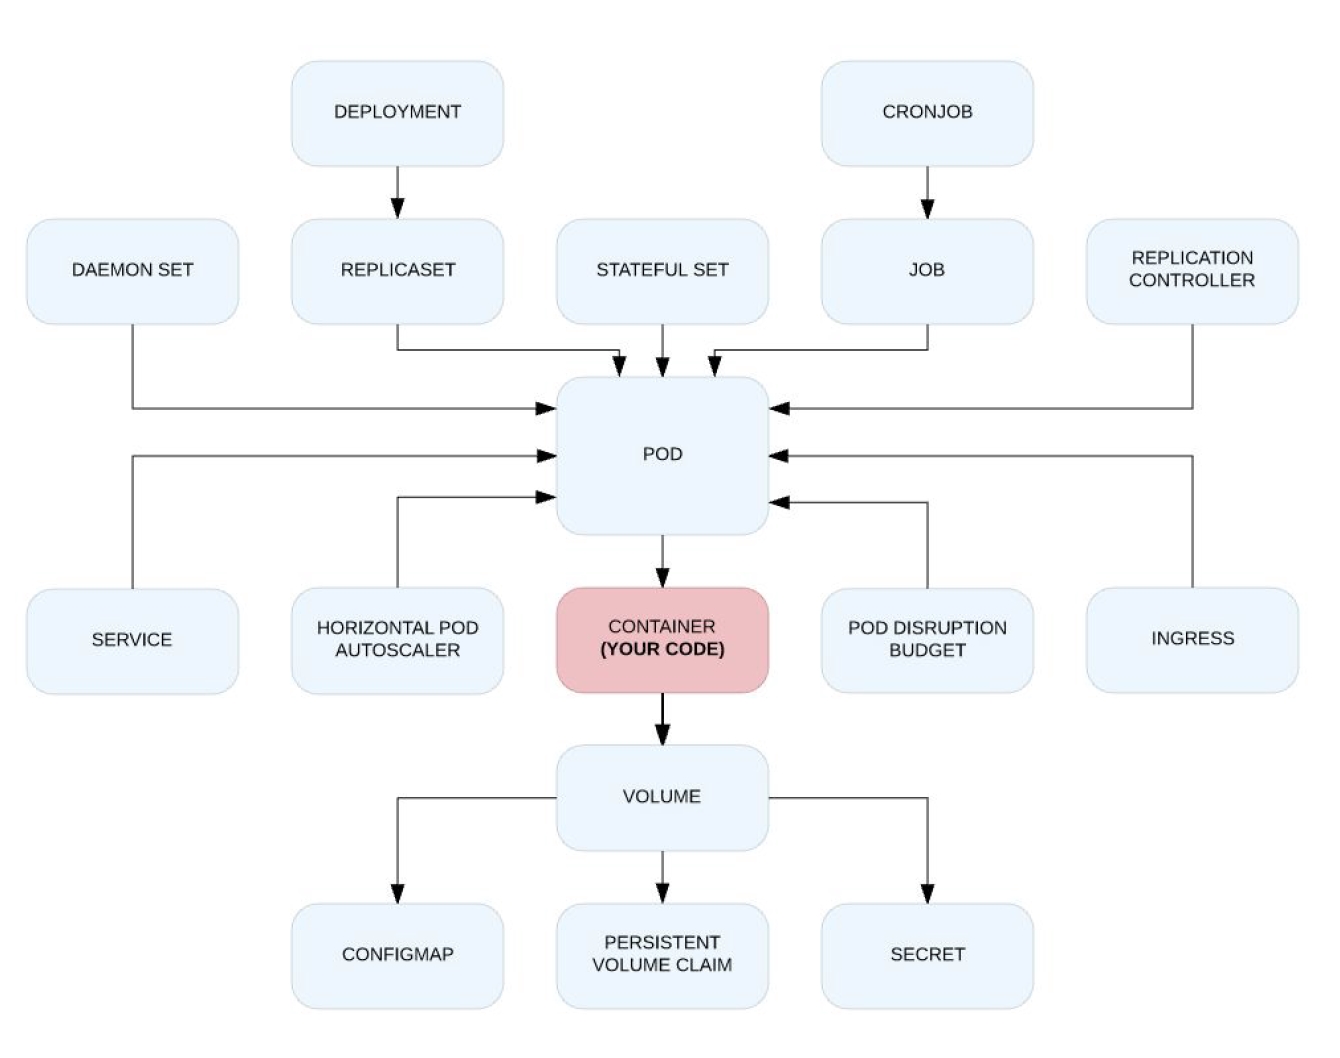 DEPLOYMENT
CRONJOB
DAEMON SET
REPLICASET
STATEFUL SET
JOB
REPLICATION
CONTROLLER
POD
SERVICE
HORIZONTAL POD
AUTOSCALER
CONTAINER
(YOUR CODE)
POD DISRUPTION
BUDGET
INGRESS
VOLUME
CONFIGMAP
PERSISTENT
VOLUME CLAIM
SECRET